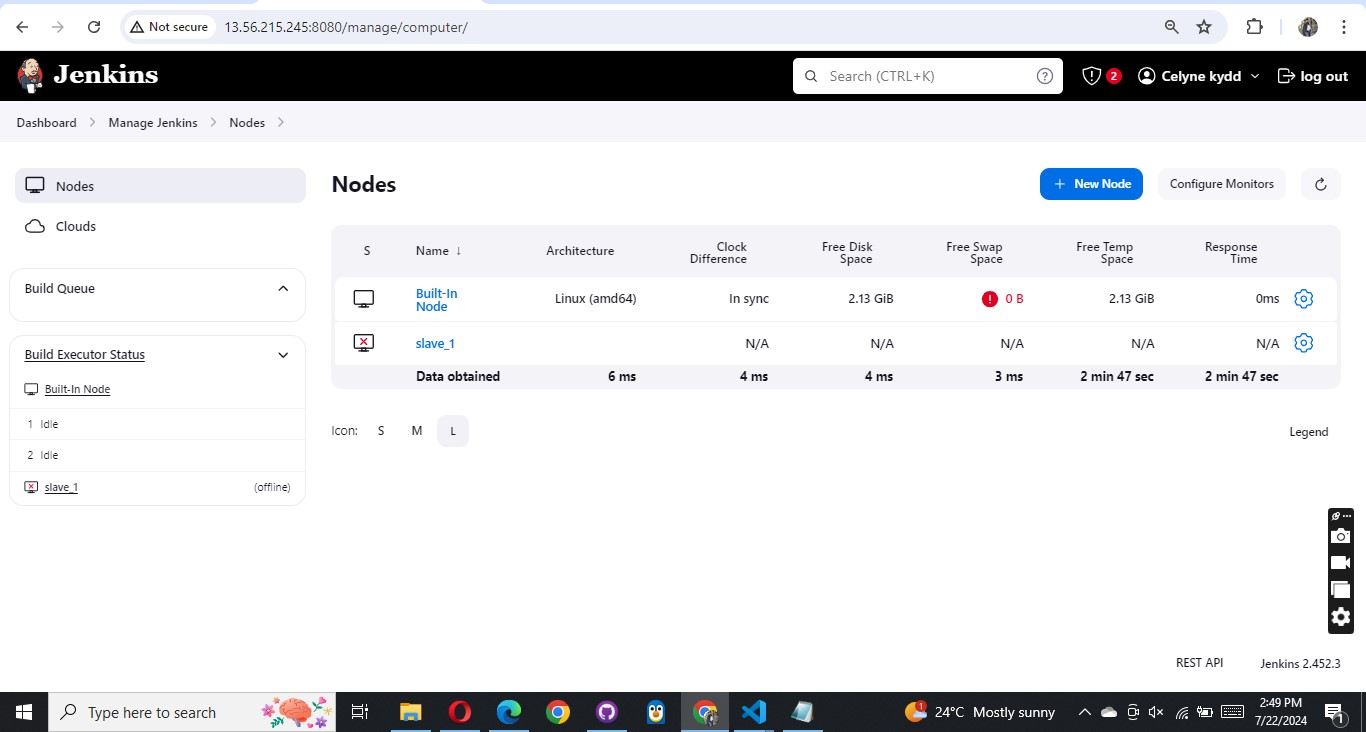 Not secure 13.56.215.245:8080/manage/computer/
Jenkins
Search (CTRL+K)
?
2
Celyne kydd
log out
Dashboard > Manage Jenkins > Nodes >
Nodes
Clouds
Build Queue
Build Executor Status
Built-In Node
1 Idle
2 Idle
slave_1 (offline)
Nodes
+ New Node
Configure Monitors
S Name ↓ Architecture Clock Difference Free Disk Space Free Swap Space Free Temp Space Response Time
Built-In Node Linux (amd64) In sync 2.13 GiB ! 0 B 2.13 GiB 0ms
slave_1 N/A N/A N/A N/A N/A
Data obtained 6 ms 4 ms 4 ms 3 ms 2 min 47 sec 2 min 47 sec
Icon: S M L
Legend
REST API Jenkins 2.452.3
Type here to search
1
24°C Mostly sunny
2:49 PM
7/22/2024
1